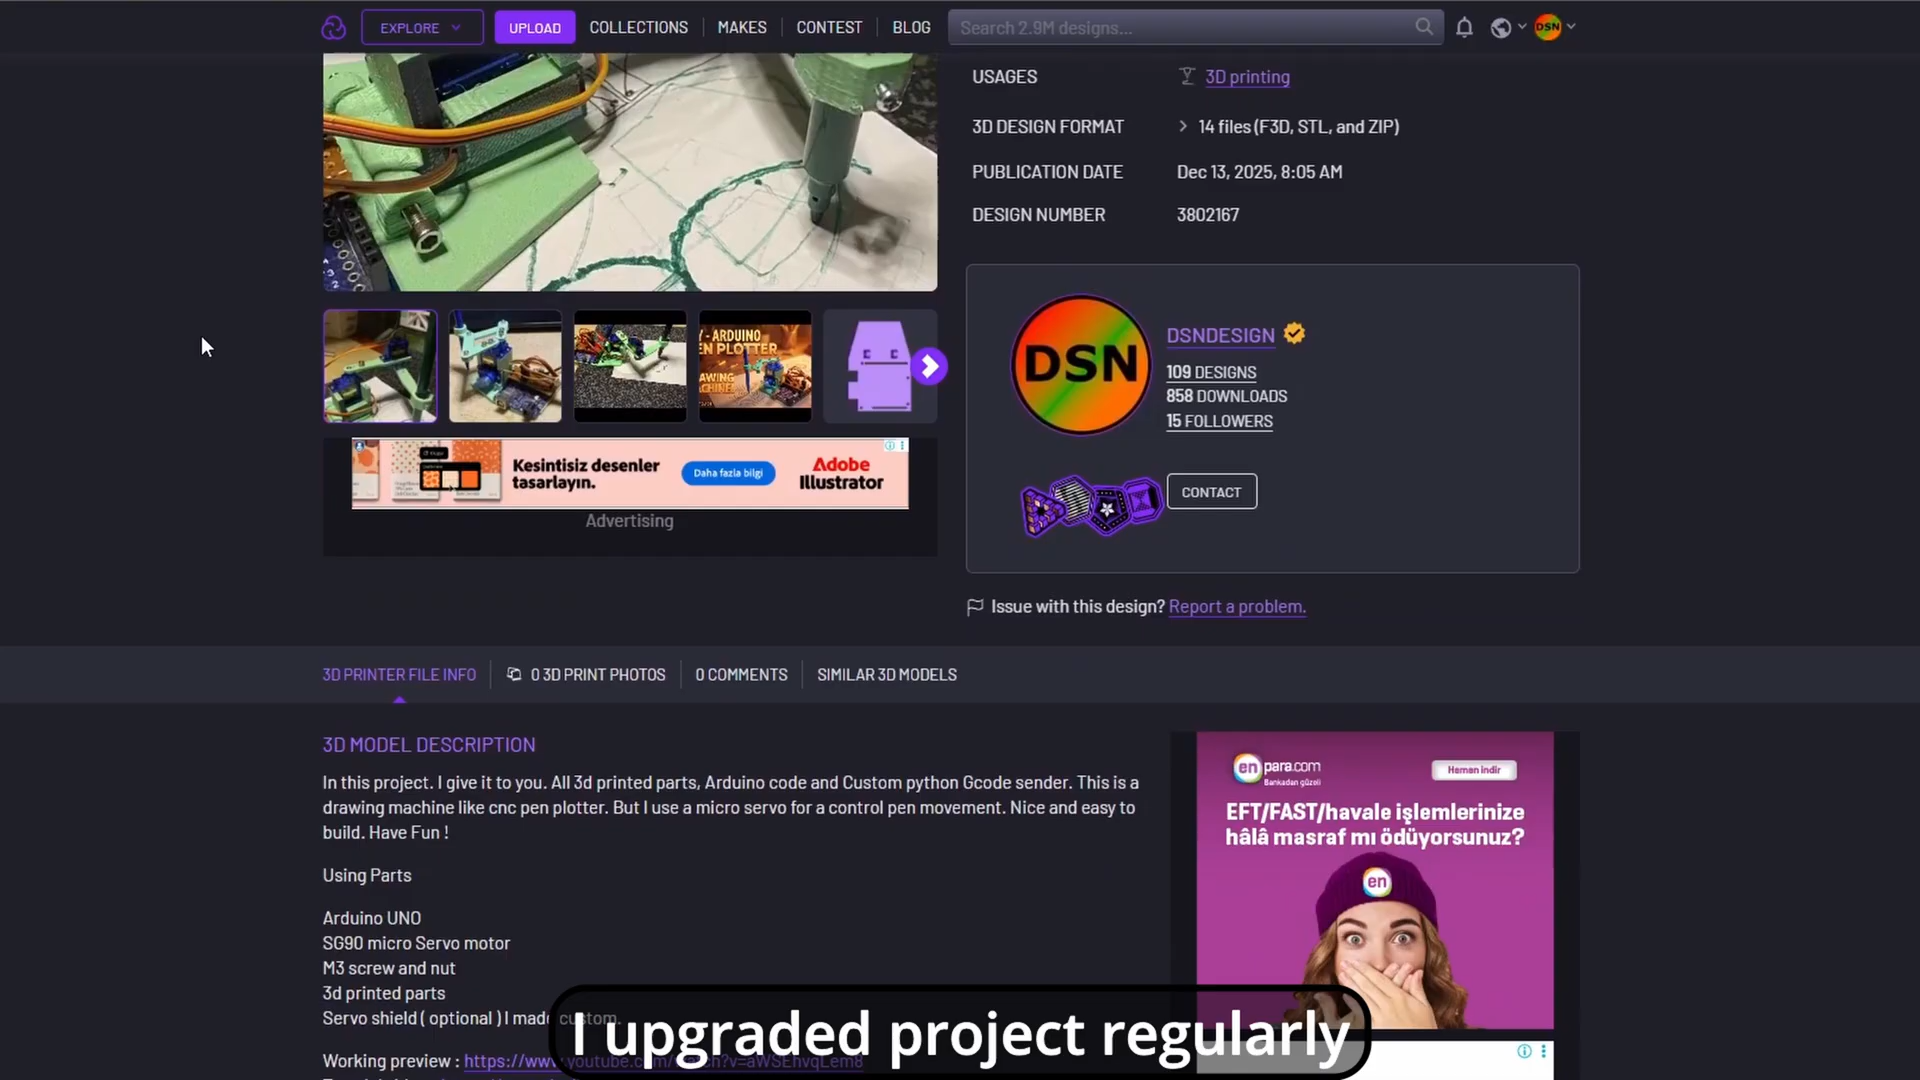 EXPLORE
UPLOAD
COLLECTIONS
MAKES
CONTEST
BLOG
Search 2.9M designs...
DSN
USAGES
3D printing
3D DESIGN FORMAT
14 files (F3D, STL, and ZIP)
PUBLICATION DATE
Dec 13, 2025, 8:05 AM
DESIGN NUMBER
3802167
DSN
DSNDESIGN
109 DESIGNS
858 DOWNLOADS
15 FOLLOWERS
CONTACT
Issue with this design? Report a problem.
Y - ARDUINO
EN PLOTTER
Kesintisiz desenler
tasarlayın.
Daha fazla bilgi
Adobe
Illustrator
Advertising
3D PRINTER FILE INFO
0 3D PRINT PHOTOS
0 COMMENTS
SIMILAR 3D MODELS
3D MODEL DESCRIPTION
In this project. I give it to you. All 3d printed parts, Arduino code and Custom python Gcode sender. This is a
drawing machine like cnc pen plotter. But I use a micro servo for a control pen movement. Nice and easy to
build. Have Fun !
Using Parts
Arduino UNO
SG90 micro Servo motor
M3 screw and nut
3d printed parts
Servo shield ( optional ) I made custom.
Working preview : https://www.youtube.com/watch?v=aWSEhvqLem8
en para.com
Bankadan güzeli
Hemen indir
EFT/FAST/havale işlemlerinize
hâlâ masraf mı ödüyorsunuz?
en
I upgraded project regularly